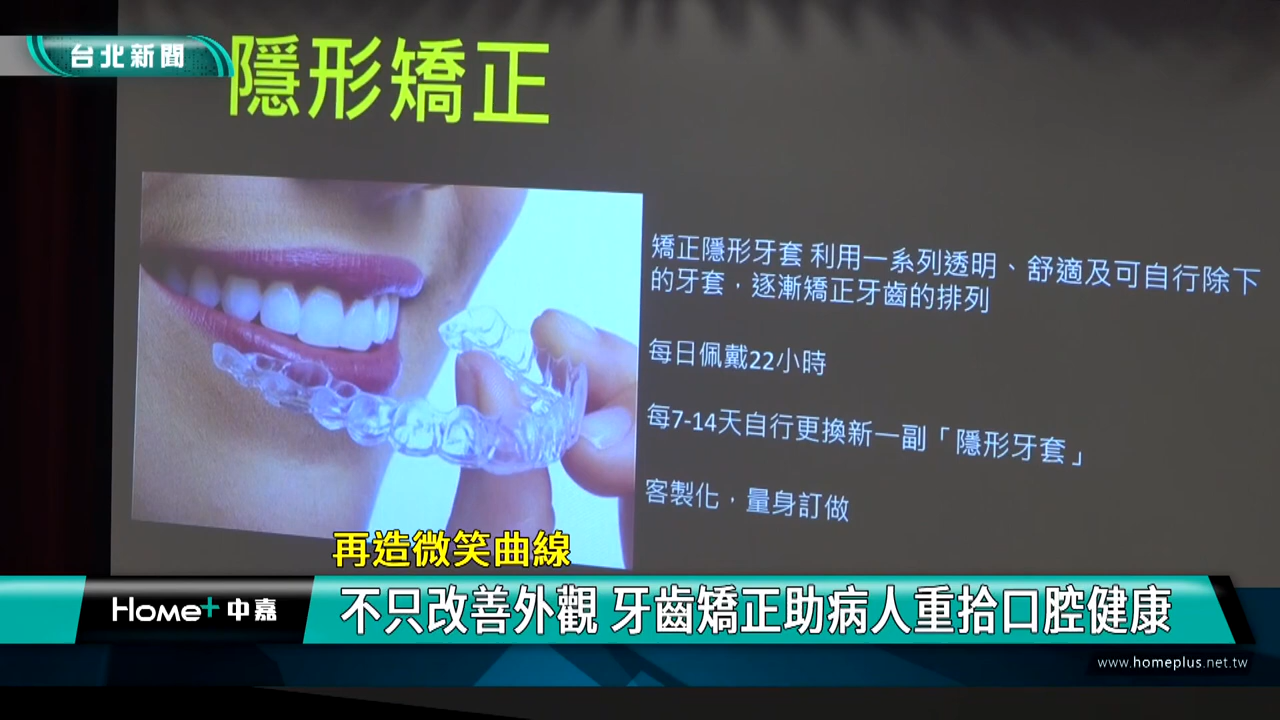 台北新聞
隱形矯正
矯正隱形牙套 利用一系列透明、舒適及可自行除下
的牙套，逐漸矯正牙齒的排列
每日佩戴22小時
每7-14天自行更換新一副「隱形牙套」
客製化，量身訂做
再造微笑曲線
Home+中嘉
不只改善外觀 牙齒矯正助病人重拾口腔健康
www.homeplus.net.tw